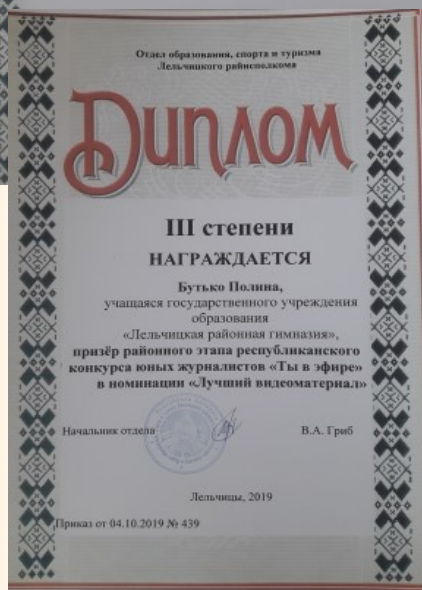 Отдел образования, спорта и туризма
Лельчицкого райисполкома
Диплом
III степени
НАГРАЖДАЕТСЯ
Бутько Полина,
учащаяся государственного учреждения
образования
«Лельчицкая районная гимназия»,
призёр районного этапа республиканского
конкурса юных журналистов «Ты в эфире»
в номинации «Лучший видеоматериал»
Начальник отдела В.А. Гриб
Лельчицы, 2019
Приказ от 04.10.2019 № 439